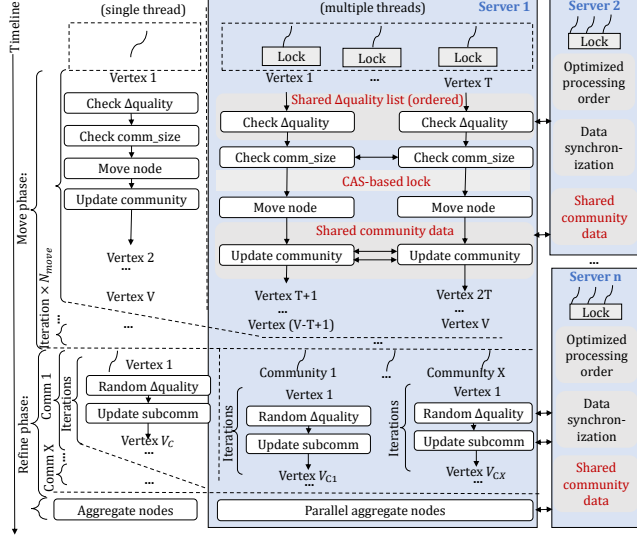 Timeline
(single thread)
(multiple threads)
Server 1
Server 2
Lock
Lock
...
Lock
Lock
Vertex 1
Vertex 1
Vertex T
Shared Δquality list (ordered)
Check Δquality
Check Δquality
Check Δquality
Check comm_size
Check comm_size
Check comm_size
CAS-based lock
Move node
Move node
Move node
Shared community data
Update community
Update community
Update community
Vertex 2
...
Vertex V
...
Vertex T+1
...
Vertex (V-T+1)
Vertex 2T
...
Vertex V
...
Move phase:
Iteration × N_move
...
Optimized
processing
order
Data
synchron-
ization
Shared
community
data
...
Server n
Lock
Optimized
processing
order
Data
synchron-
ization
Shared
community
data
Refine phase:
Comm 1
Iterations
Vertex 1
Random Δquality
Update subcomm
Vertex V_C
...
Comm X
...
...
Community 1
...
Community X
Iterations
Vertex 1
Random Δquality
Update subcomm
Vertex V_C1
...
Iterations
Vertex 1
Random Δquality
Update subcomm
Vertex V_CX
...
Aggregate nodes
Parallel aggregate nodes